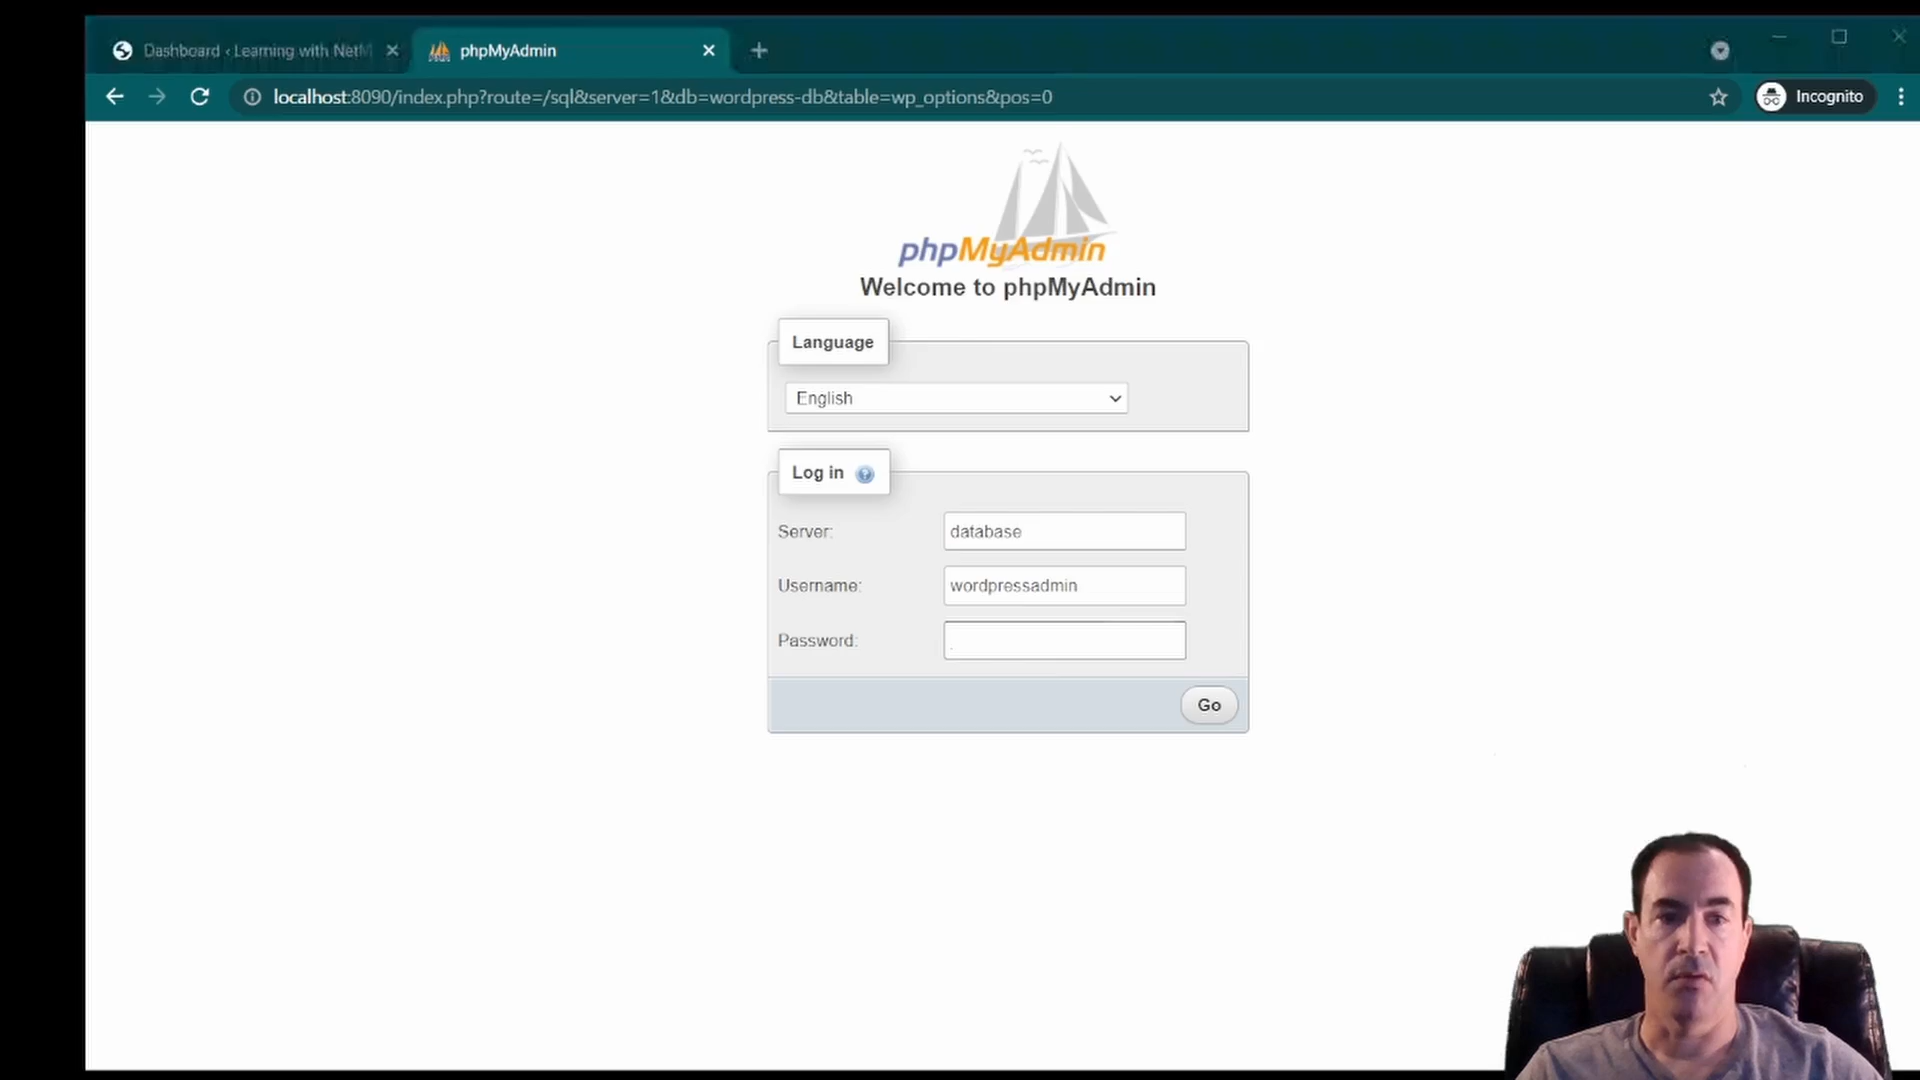 Dashboard ‹ Learning with NetM
phpMyAdmin
localhost:8090/index.php?route=/sql&server=1&db=wordpress-db&table=wp_options&pos=0
Incognito
phpMyAdmin
Welcome to phpMyAdmin
Language
English
Log in
Server:
database
Username:
wordpressadmin
Password:
Go